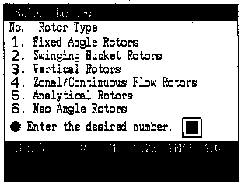 No. Rotor Type
1. Fixed Angle Rotors
2. Swinging Bucket Rotors
3. Vertical Rotors
4. Zonal/Continuous Flow Rotors
5. Analytical Rotors
6. Neo Angle Rotors
● Enter the desired number.